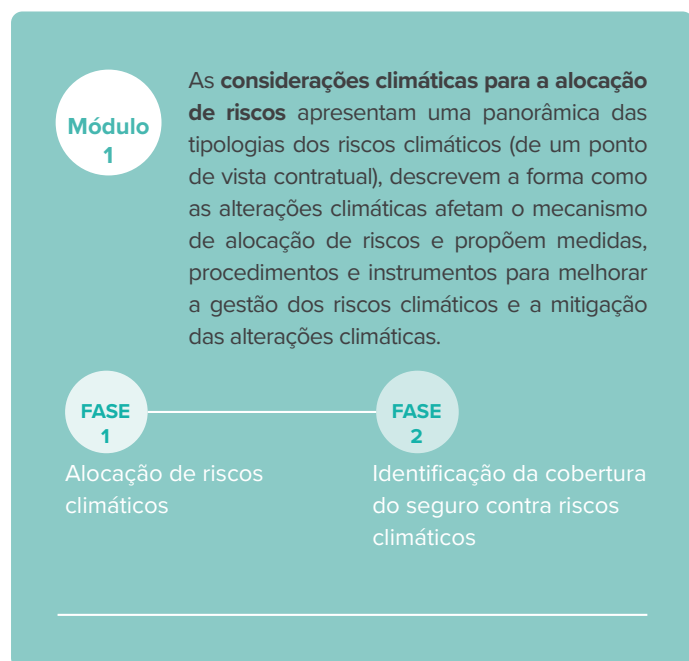 Módulo
1
As considerações climáticas para a alocação
de riscos apresentam uma panorâmica das
tipologias dos riscos climáticos (de um ponto
de vista contratual), descrevem a forma como
as alterações climáticas afetam o mecanismo
de alocação de riscos e propõem medidas,
procedimentos e instrumentos para melhorar
a gestão dos riscos climáticos e a mitigação
das alterações climáticas.
FASE
1
Alocação de riscos
climáticos
FASE
2
Identificação da cobertura
do seguro contra riscos
climáticos